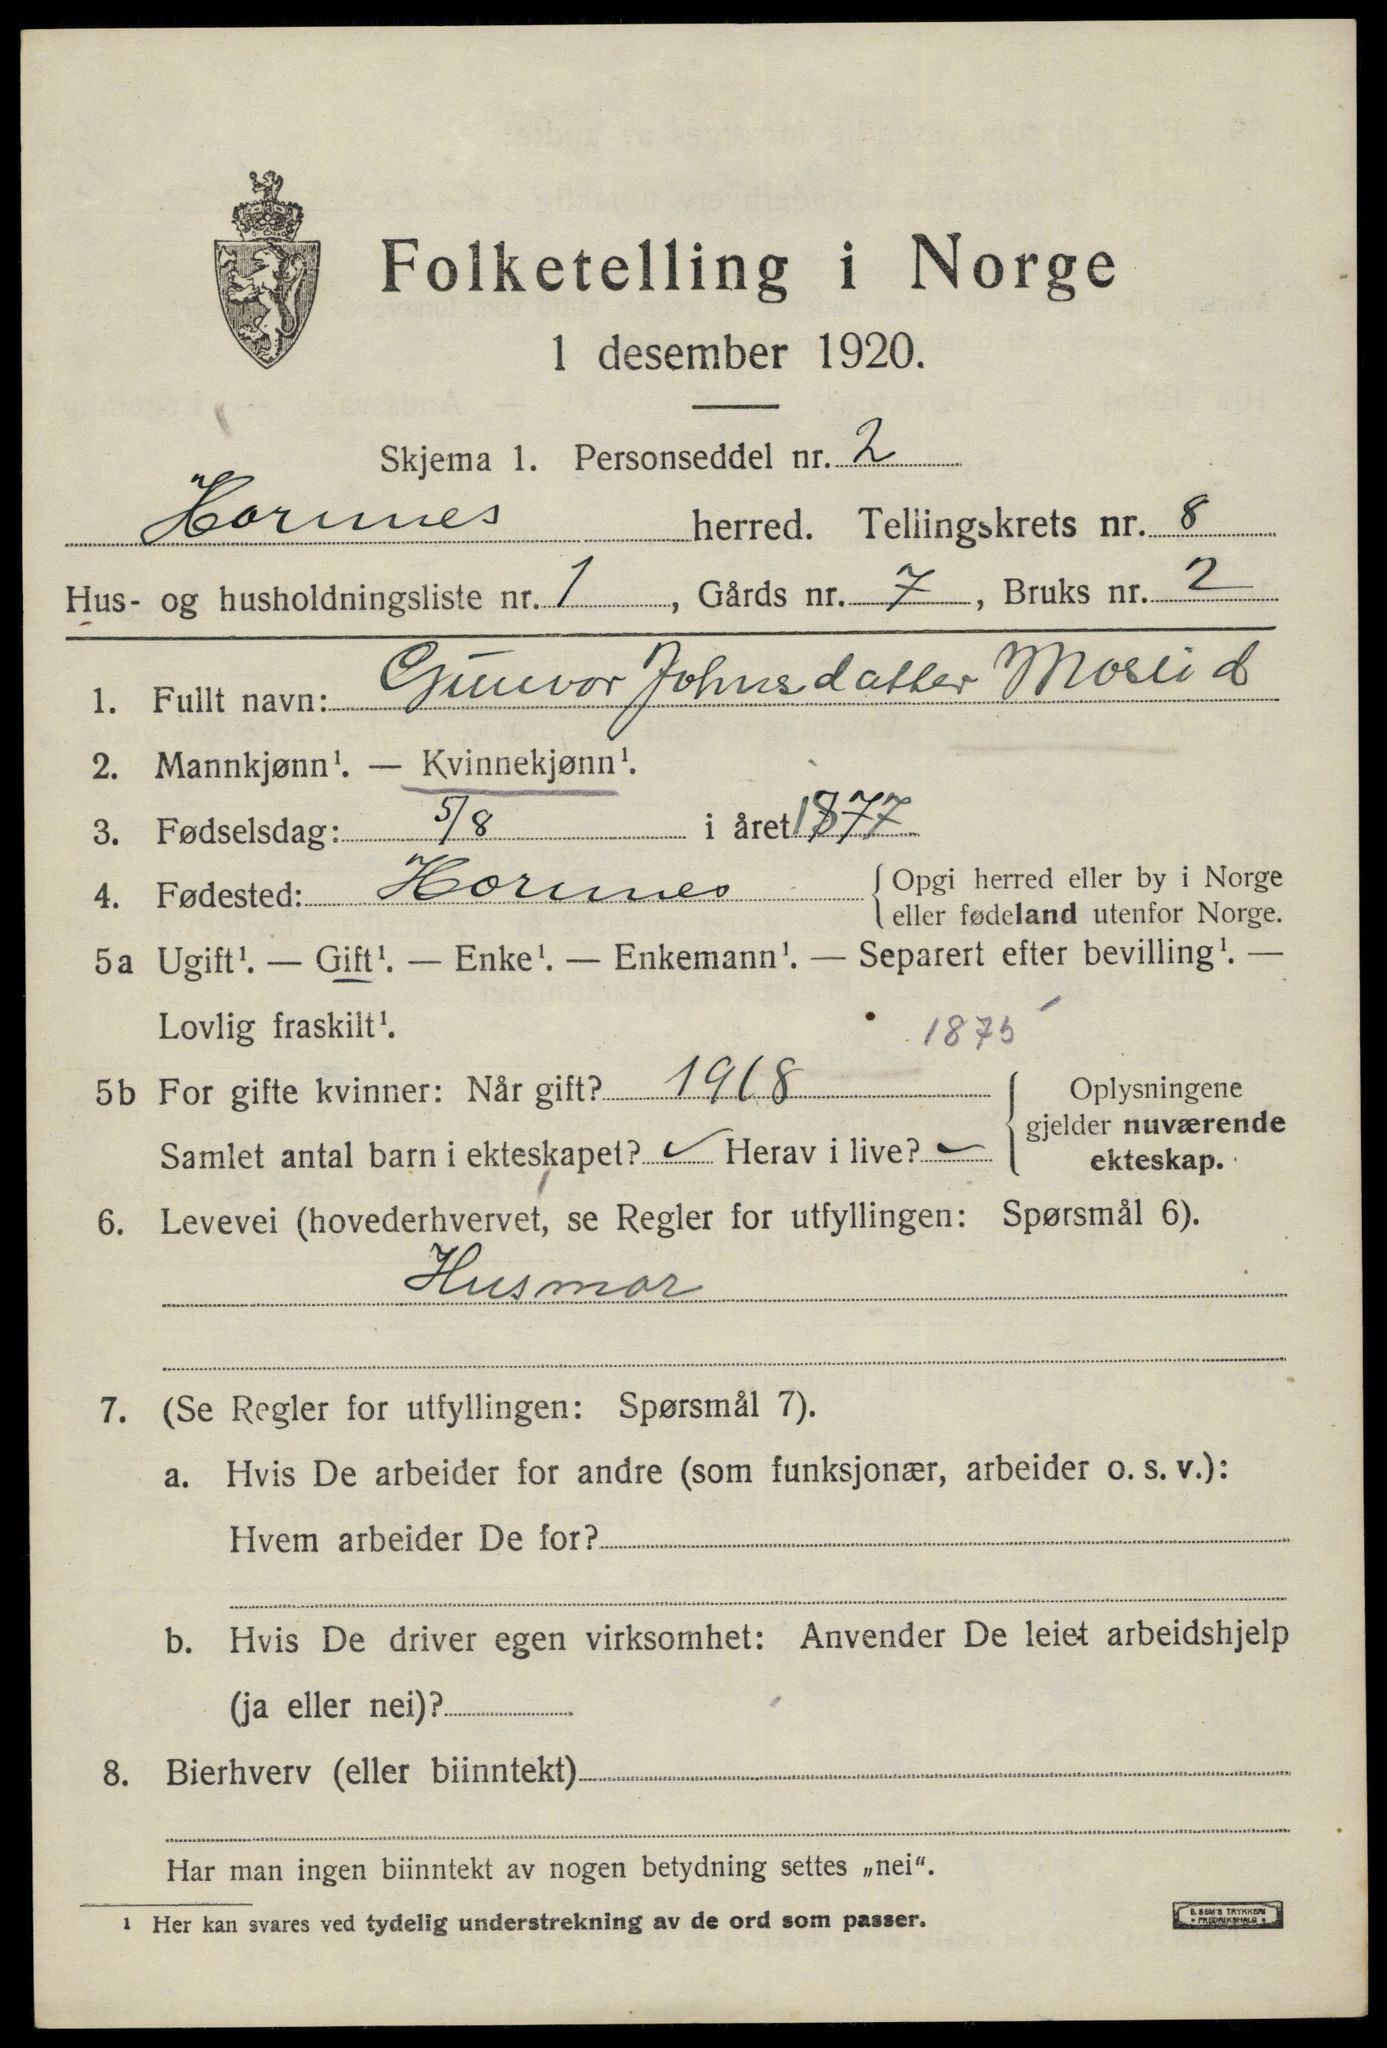 Folketelling i Norge
1 desember 1920.
Skjema 1. Personseddel nr. 2
Hornnes herred. Tellingskrets nr. 8
Hus- og husholdningsliste nr. 1, Gårds nr. 7, Bruks nr. 2
1. Fullt navn: Gunvor Johnsdatter Moseid
2. Mannkjønn¹. — Kvinnekjønn¹.
3. Fødselsdag: 5/8 i året 1877
4. Fødested: Hornnes {Opgi herred eller by i Norge
eller fødeland utenfor Norge.
5a Ugift¹. — Gift¹. — Enke¹. — Enkemann¹. — Separert efter bevilling¹. —
Lovlig fraskilt¹. 1875
5b For gifte kvinner: Når gift? 1918 {Oplysningene
gjelder nuværende
Samlet antal barn i ekteskapet? ✓ Herav i live? ✓ ekteskap.
6. Levevei (hovederhvervet, se Regler for utfyllingen: Spørsmål 6).
Husmor
7. (Se Regler for utfyllingen: Spørsmål 7).
a. Hvis De arbeider for andre (som funksjonær, arbeider o. s. v.):
Hvem arbeider De for?
b. Hvis De driver egen virksomhet: Anvender De leiet arbeidshjelp
(ja eller nei)?
8. Bierhverv (eller biinntekt)
Har man ingen biinntekt av nogen betydning settes „nei“.
¹ Her kan svares ved tydelig understrekning av de ord som passer.
E. SEM'S TRYKKERI
• FREDRIKSHALD •